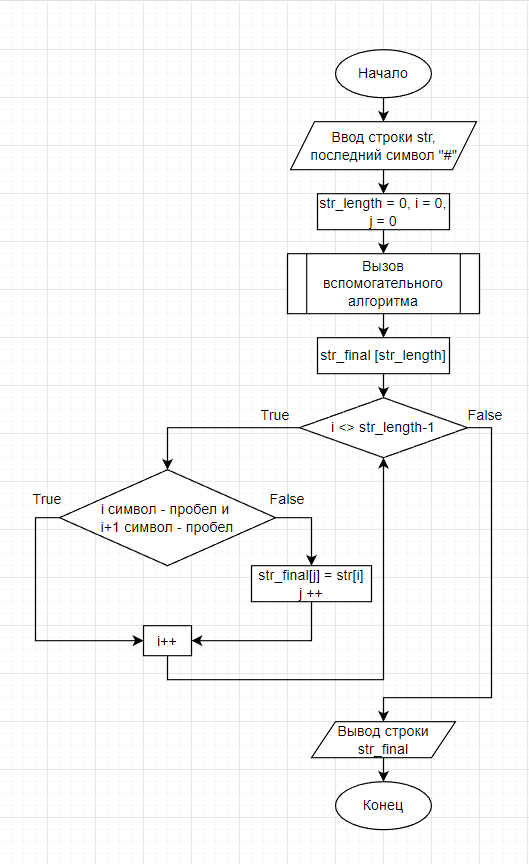 Начало
Ввод строки str,
последний символ "#"
str_length = 0, i = 0,
j = 0
Вызов
вспомогательного
алгоритма
str_final [str_length]
i <> str_length-1
True
False
i символ - пробел и
i+1 символ - пробел
True
False
str_final[j] = str[i]
j ++
i++
Вывод строки
str_final
Конец